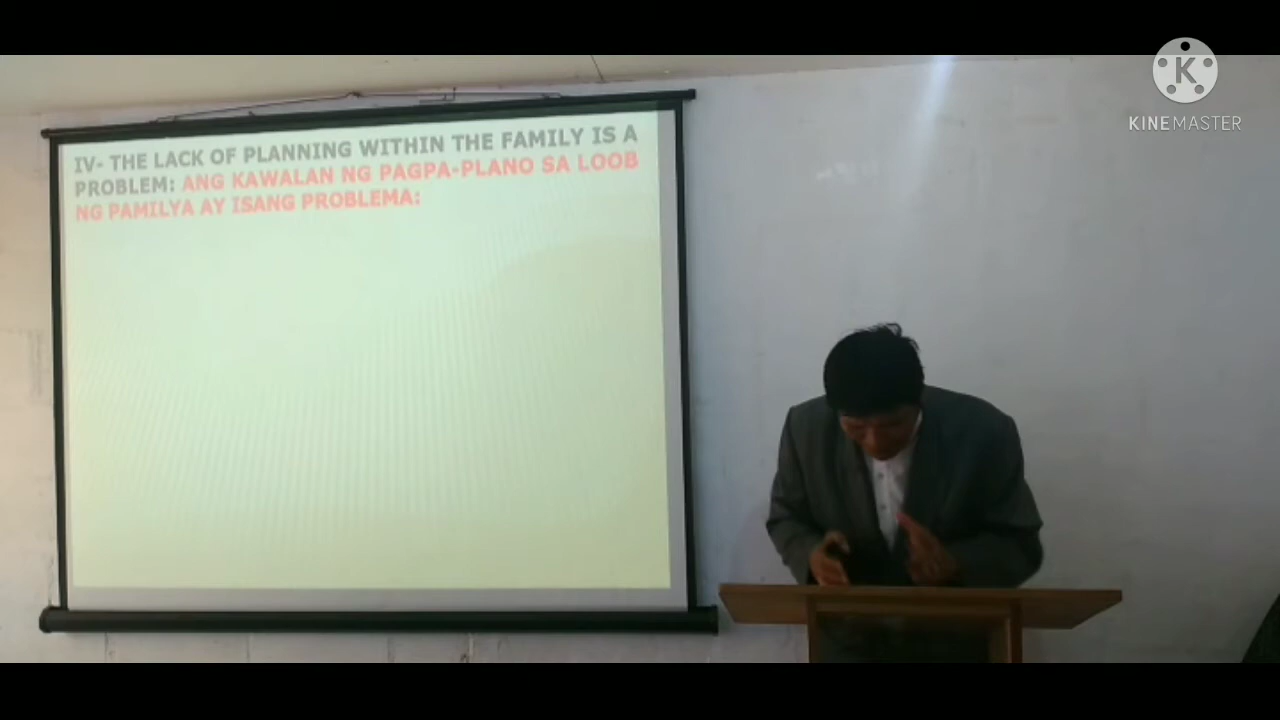 IV- THE LACK OF PLANNING WITHIN THE FAMILY IS A
PROBLEM: ANG KAWALAN NG PAGPA-PLANO SA LOOB
NG PAMILYA AY ISANG PROBLEMA:
K
KINEMASTER